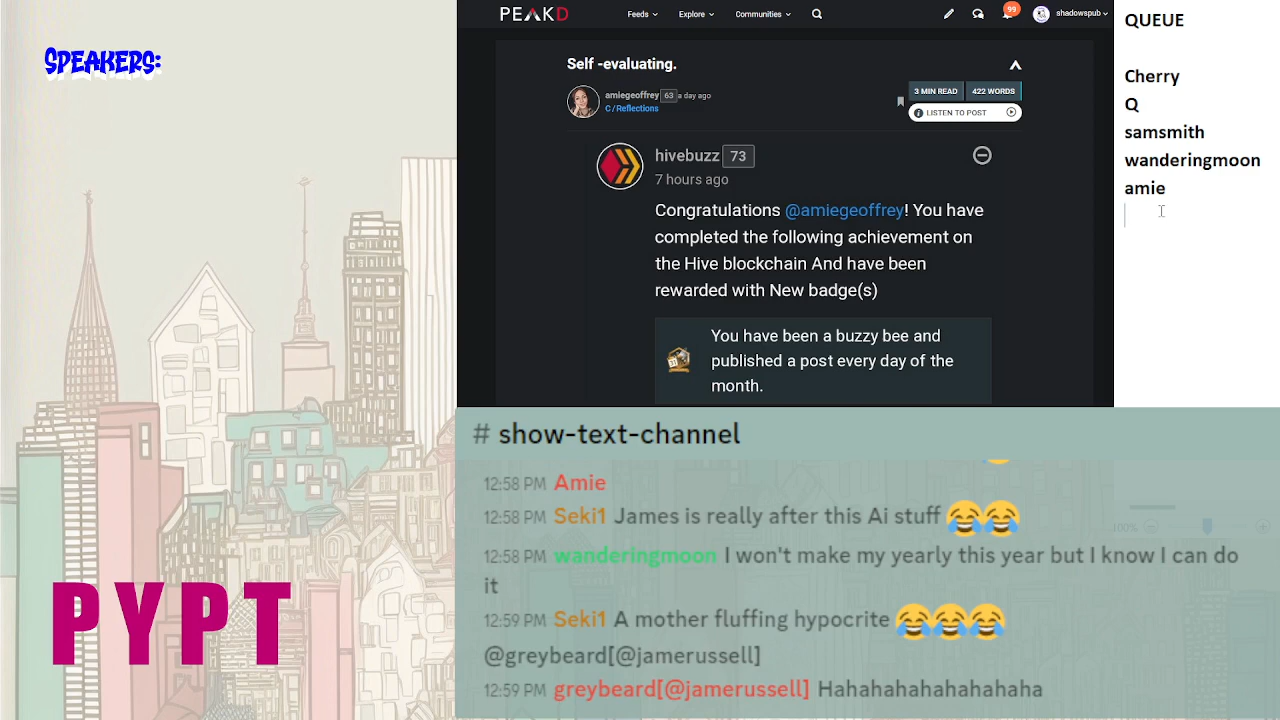 SPEAKERS:
PYPT
PEAKD
Feeds
Explore
Communities
99
shadowspub
Self -evaluating.
amiegeoffrey 63 a day ago
C / Reflections
3 MIN READ
422 WORDS
LISTEN TO POST
hivebuzz 73
7 hours ago
Congratulations @amiegeoffrey! You have
completed the following achievement on
the Hive blockchain And have been
rewarded with New badge(s)
You have been a buzzy bee and
published a post every day of the
month.
QUEUE
Cherry
Q
samsmith
wanderingmoon
amie
# show-text-channel
12:58 PM Amie
12:58 PM Seki1 James is really after this Ai stuff 😂😂
12:58 PM wanderingmoon I won't make my yearly this year but I know I can do
it
12:59 PM Seki1 A mother fluffing hypocrite 😂😂😂
@greybeard[@jamerussell]
12:59 PM greybeard[@jamerussell] Hahahahahahahahaha
100%